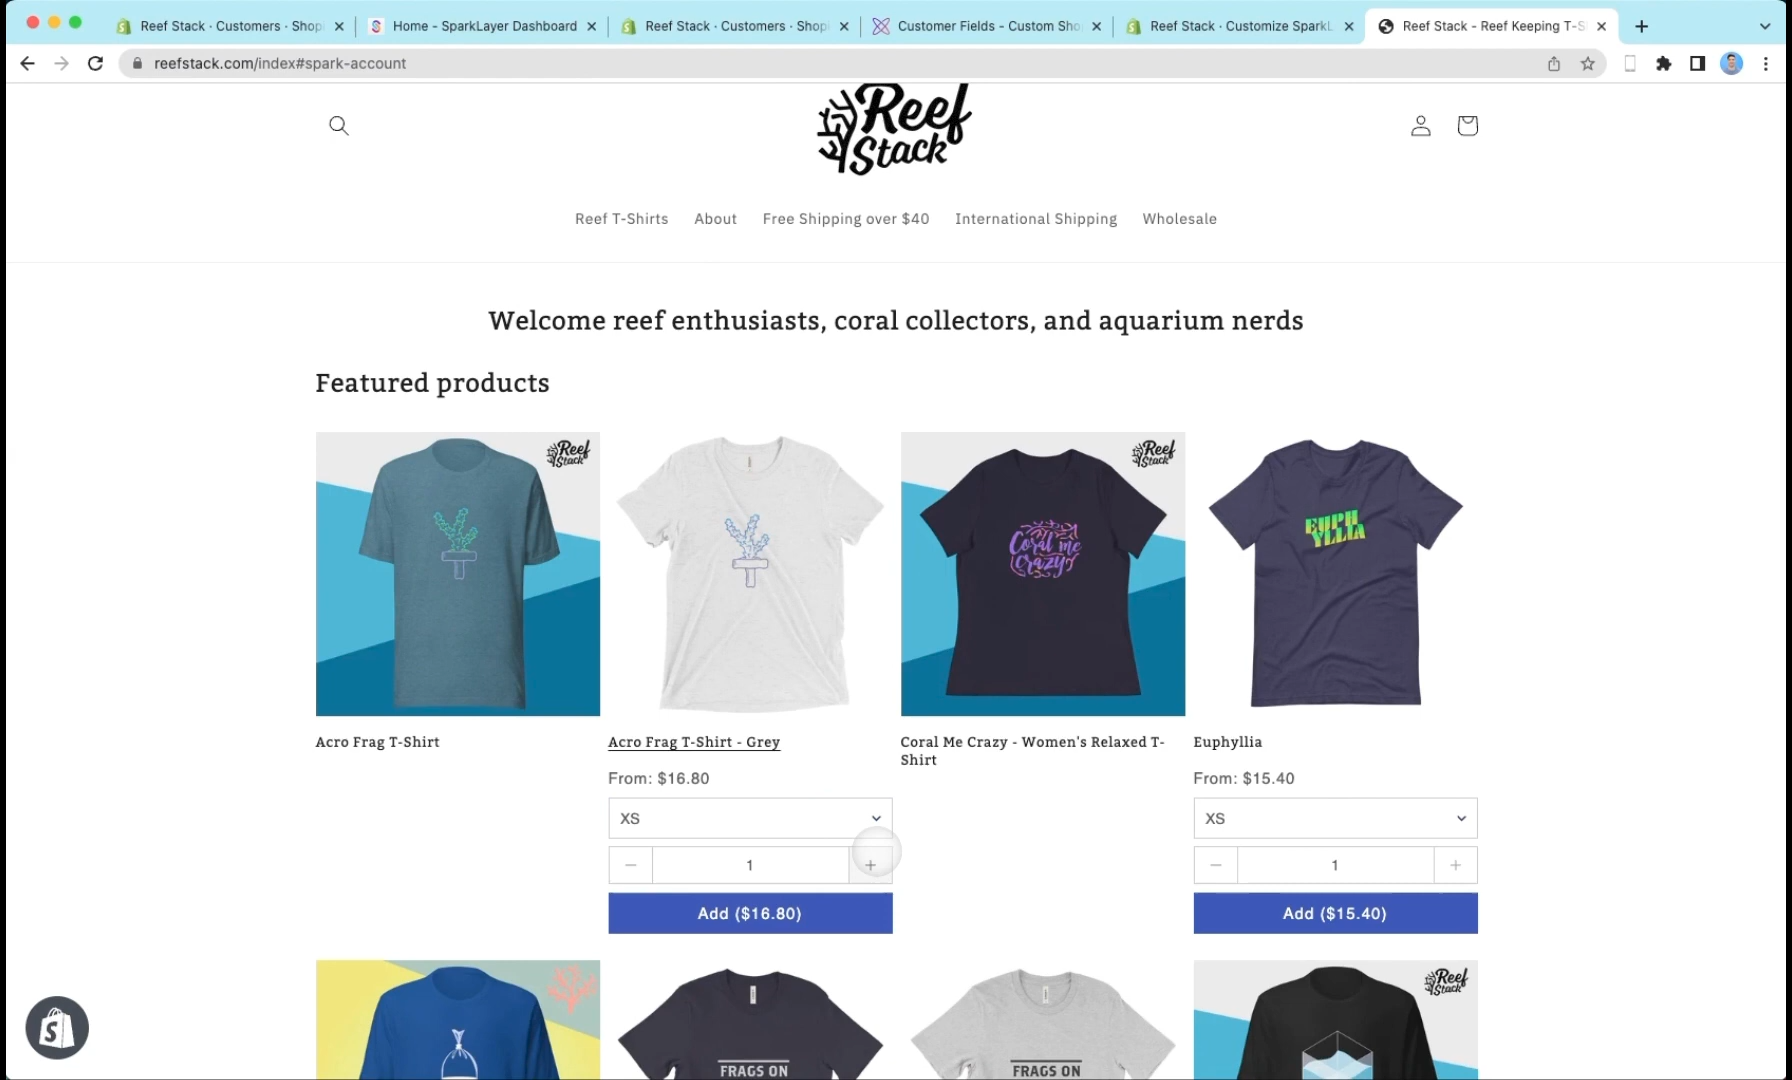 Reef Stack · Customers · Shopi
Home - SparkLayer Dashboard
Reef Stack · Customers · Shopi
Customer Fields - Custom Sho
Reef Stack · Customize SparkL
Reef Stack - Reef Keeping T-S
reefstack.com/index#spark-account
Reef
Stack
Reef T-Shirts
About
Free Shipping over $40
International Shipping
Wholesale
Welcome reef enthusiasts, coral collectors, and aquarium nerds
Featured products
Reef
Stack
Coral me
crazy
Reef
Stack
EUPH
YLLIA
Acro Frag T-Shirt
Acro Frag T-Shirt - Grey
From: $16.80
XS
1
Add ($16.80)
Coral Me Crazy - Women's Relaxed T-
Shirt
Euphyllia
From: $15.40
XS
1
Add ($15.40)
FRAGS ON
FRAGS ON
Reef
Stack